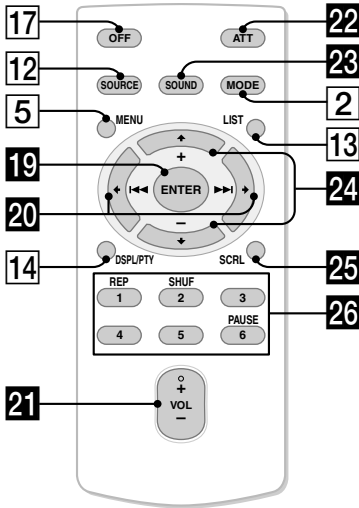 17 OFF ATT 22
12 SOURCE SOUND MODE 23
2
5 MENU LIST 13
+
19 ENTER 24
20
−
14 DSPL/PTY SCRL 25
REP SHUF
1 2 3
PAUSE
4 5 6 26
+
21 VOL
−